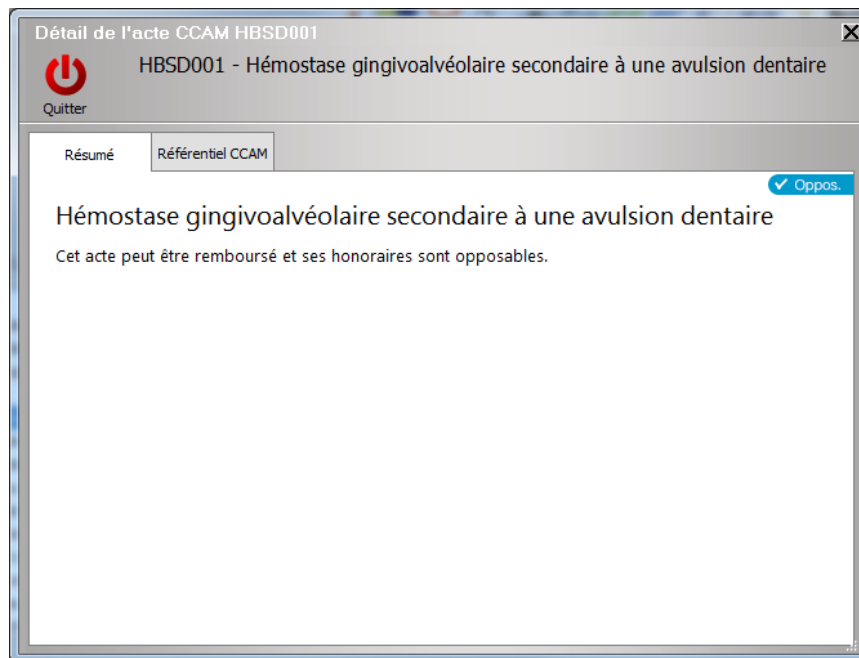 Détail de l'acte CCAM HBSD001
HBSD001 - Hémostase gingivoalvéolaire secondaire à une avulsion dentaire
Quitter
Résumé
Référentiel CCAM
Oppos.
Hémostase gingivoalvéolaire secondaire à une avulsion dentaire
Cet acte peut être remboursé et ses honoraires sont opposables.